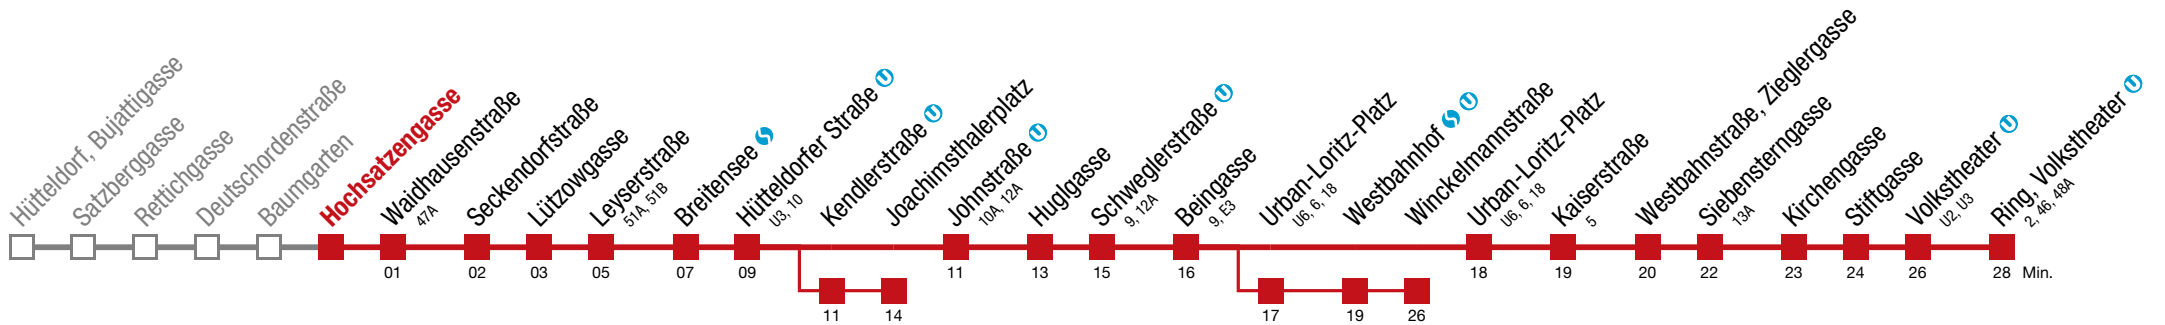 Hütteldorf, Bujattigasse
Satzberggasse
Rettichgasse
Deutschordenstraße
Baumgarten
Hochsatzengasse
Waidhausenstraße
47A
Seckendorfstraße
Lützowgasse
Leyserstraße
51A, 51B
Breitensee
Hütteldorfer Straße
U3, 10
Kendlerstraße
Joachimsthalerplatz
Johnstraße
10A, 12A
Huglgasse
Schweglerstraße
9, 12A
Beingasse
9, E3
Urban-Loritz-Platz
U6, 6, 18
Westbahnhof
Winckelmannstraße
Urban-Loritz-Platz
U6, 6, 18
Kaiserstraße
5
Westbahnstraße, Zieglergasse
Siebensterngasse
13A
Kirchengasse
Stiftgasse
Volkstheater
U2, U3
Ring, Volkstheater
2, 46, 48A
01 02 03 05 07 09 11 13 15 16 18 19 20 22 23 24 26 28 Min.
11 14 17 19 26